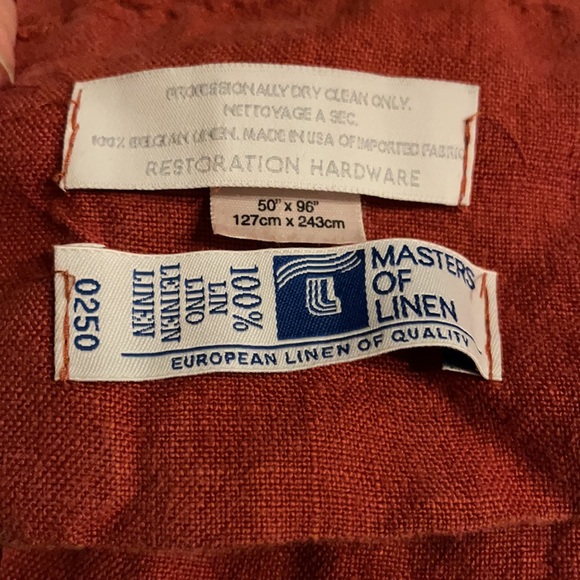 PROFESSIONALLY DRY CLEAN ONLY.
NETTOYAGE A SEC.
100% BELGIAN LINEN. MADE IN USA OF IMPORTED FABRIC
RESTORATION HARDWARE
50" x 96"
127cm x 243cm
MASTERS
OF
LINEN
100%
LIN
LINO
LEINEN
LINEN
0250
EUROPEAN LINEN OF QUALITY